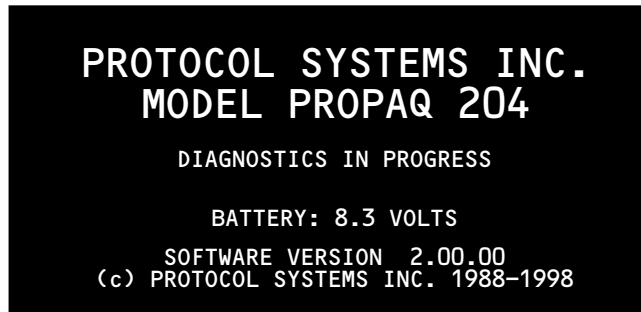 PROTOCOL SYSTEMS INC.
MODEL PROPAQ 204
DIAGNOSTICS IN PROGRESS
BATTERY: 8.3 VOLTS
SOFTWARE VERSION 2.00.00
(c) PROTOCOL SYSTEMS INC. 1988–1998